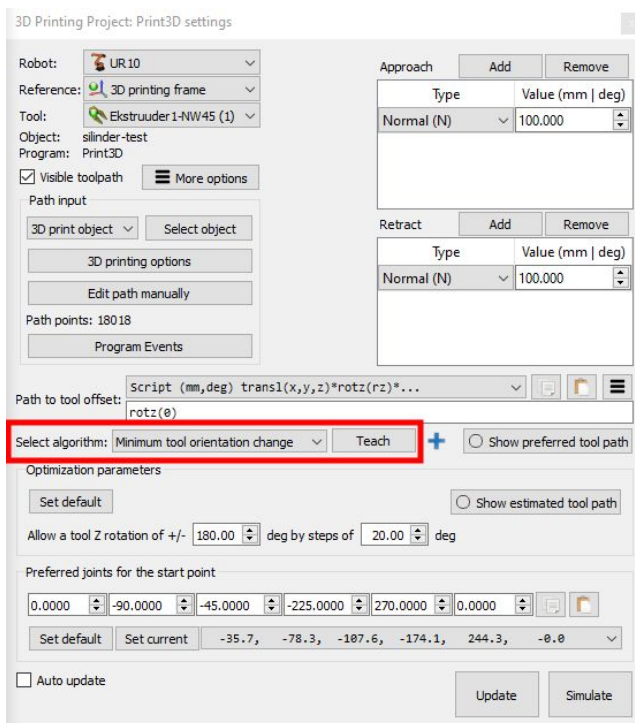 3D Printing Project: Print3D settings
Robot: UR10
Reference: 3D printing frame
Tool: Ekstruuder1-NW45 (1)
Object: silinder-test
Program: Print3D
Visible toolpath More options
Path input
3D print object Select object
3D printing options
Edit path manually
Path points: 18018
Program Events
Approach Add Remove
Type Value (mm | deg)
Normal (N) 100.000
Retract Add Remove
Type Value (mm | deg)
Normal (N) 100.000
Path to tool offset: Script (mm,deg) transl(x,y,z)*rotz(rz)*...
rotz(0)
Select algorithm: Minimum tool orientation change Teach Show preferred tool path
Optimization parameters
Set default Show estimated tool path
Allow a tool Z rotation of +/- 180.00 deg by steps of 20.00 deg
Preferred joints for the start point
0.0000 -90.0000 -45.0000 -225.0000 270.0000 0.0000
Set default Set current -35.7, -78.3, -107.6, -174.1, 244.3, -0.0
Auto update
Update Simulate